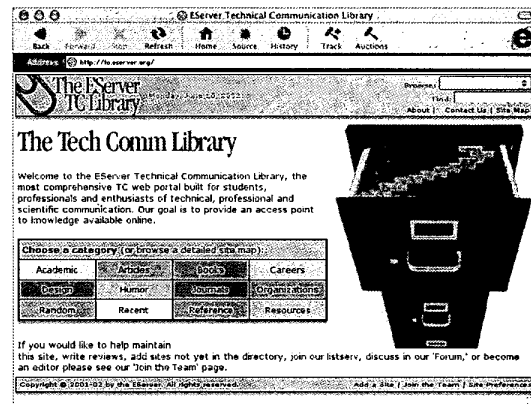 EServer Technical Communication Library
Back Forward Stop Refresh Home Source History Track Auctions
Address http://tc.eserver.org/
The EServer
TC Library
Monday, June
Browse:
Find:
About | Contact Us | Site Map
The Tech Comm Library
Welcome to the EServer Technical Communication Library, the
most comprehensive TC web portal built for students,
professionals and enthusiasts of technical, professional and
scientific communication. Our goal is to provide an access point
to knowledge available online.
Choose a category (or browse a detailed site map):
Academic Articles Books Careers
Design Humor Journals Organizations
Random Recent Reference Resources
If you would like to help maintain
this site, write reviews, add sites not yet in the directory, join our listserv, discuss in our 'Forum,' or become
an editor please see our 'Join the Team' page.
Copyright © 2001-02 by the EServer. All rights reserved. Add a Site | Join the Team | Site Preferences